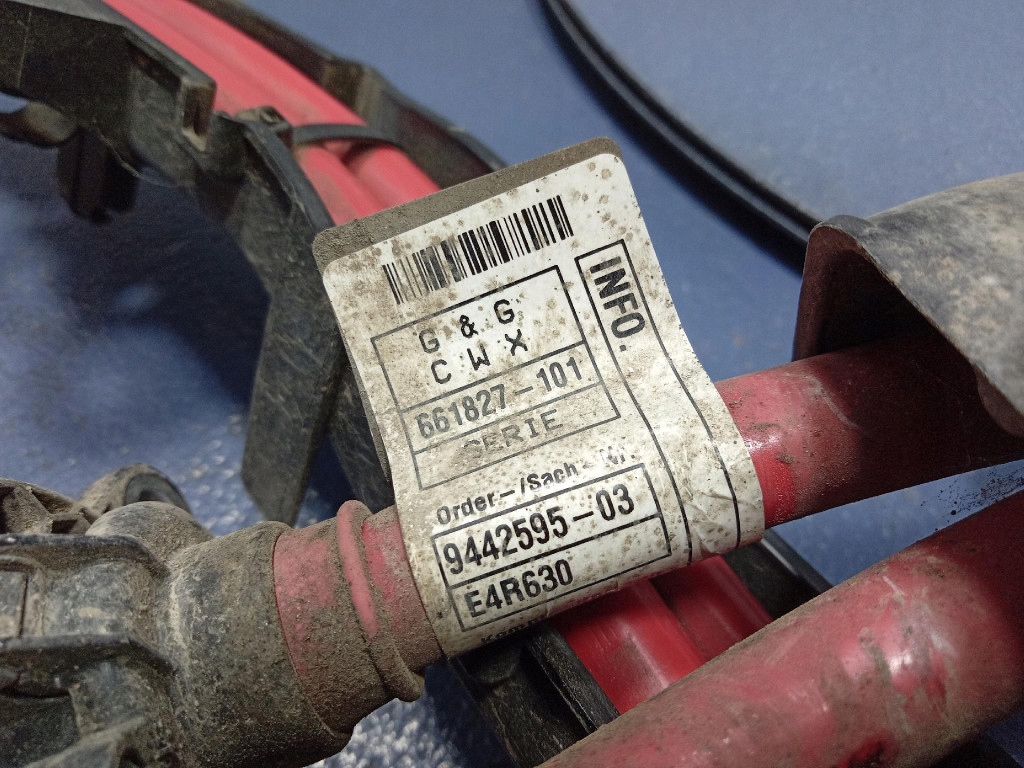 G & G
C W X
661827-101
SERIE
INFO.
Order-/Sach-Nr.
9442595-03
E4R630